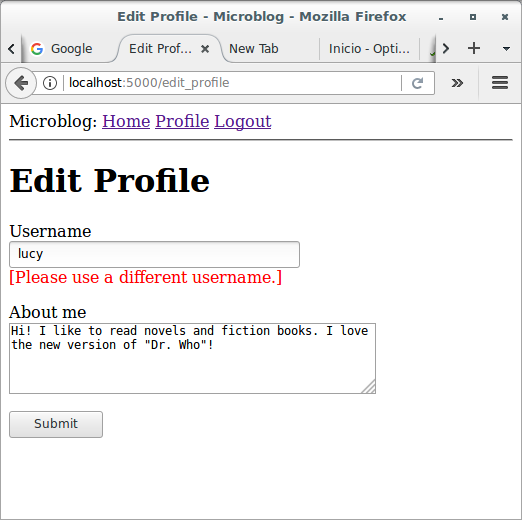 Edit Profile - Microblog - Mozilla Firefox
Google Edit Prof... New Tab Inicio - Opti...
localhost:5000/edit_profile
Microblog: Home Profile Logout
Edit Profile
Username
lucy
[Please use a different username.]
About me
Hi! I like to read novels and fiction books. I love
the new version of "Dr. Who"!
Submit